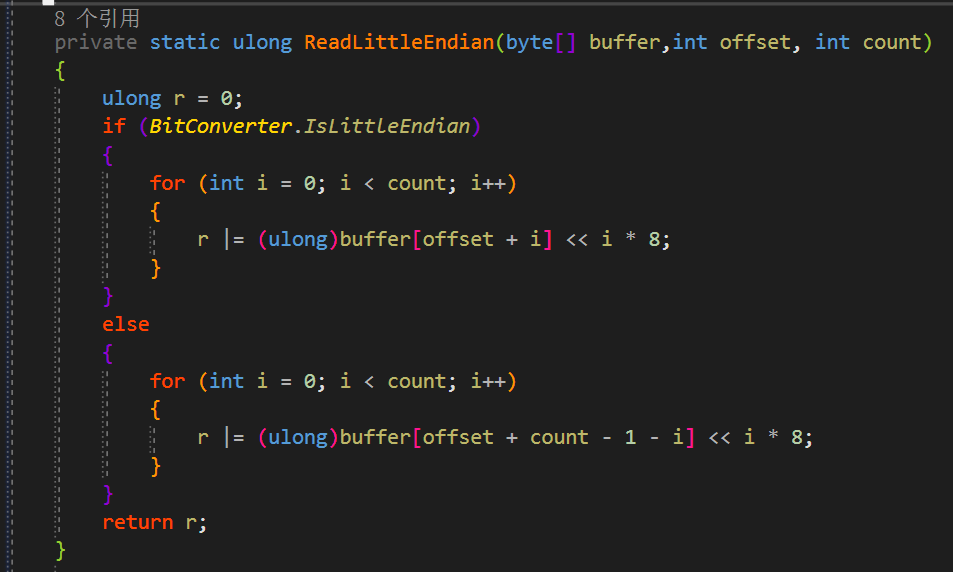 8 个引用
private static ulong ReadLittleEndian(byte[] buffer,int offset, int count)
{
    ulong r = 0;
    if (BitConverter.IsLittleEndian)
    {
        for (int i = 0; i < count; i++)
        {
            r |= (ulong)buffer[offset + i] << i * 8;
        }
    }
    else
    {
        for (int i = 0; i < count; i++)
        {
            r |= (ulong)buffer[offset + count - 1 - i] << i * 8;
        }
    }
    return r;
}